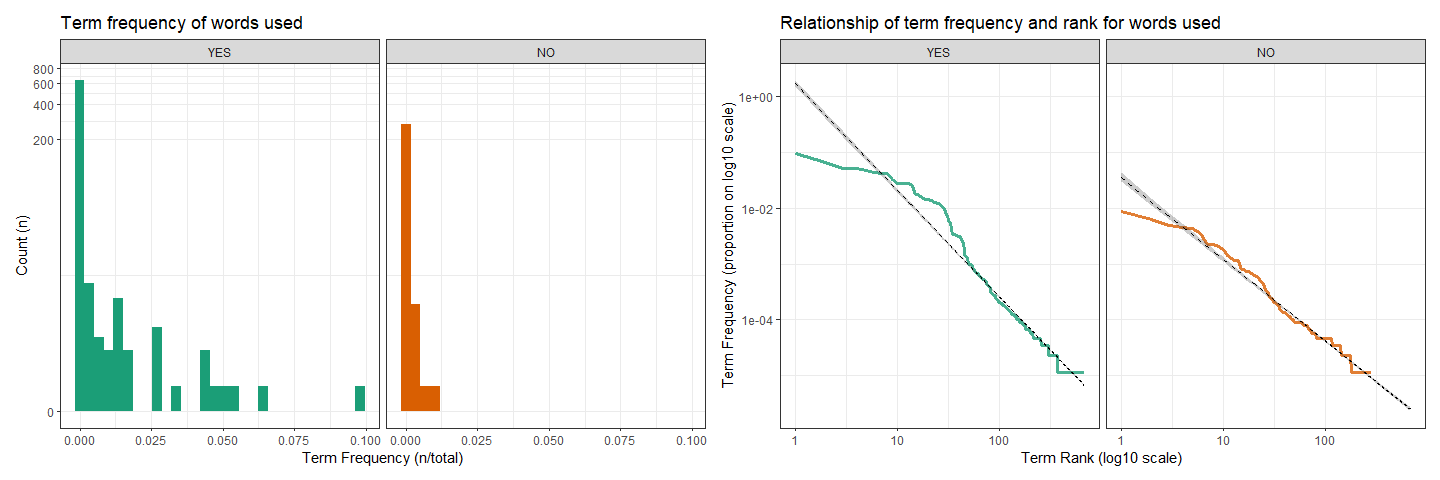 Term frequency of words used
YES
NO
800
600
400
200
0
Count (n)
0.000
0.025
0.050
0.075
0.100
0.000
0.025
0.050
0.075
0.100
Term Frequency (n/total)
Relationship of term frequency and rank for words used
YES
NO
1e+00
1e-02
1e-04
Term Frequency (proportion on log10 scale)
1
10
100
1
10
100
Term Rank (log10 scale)